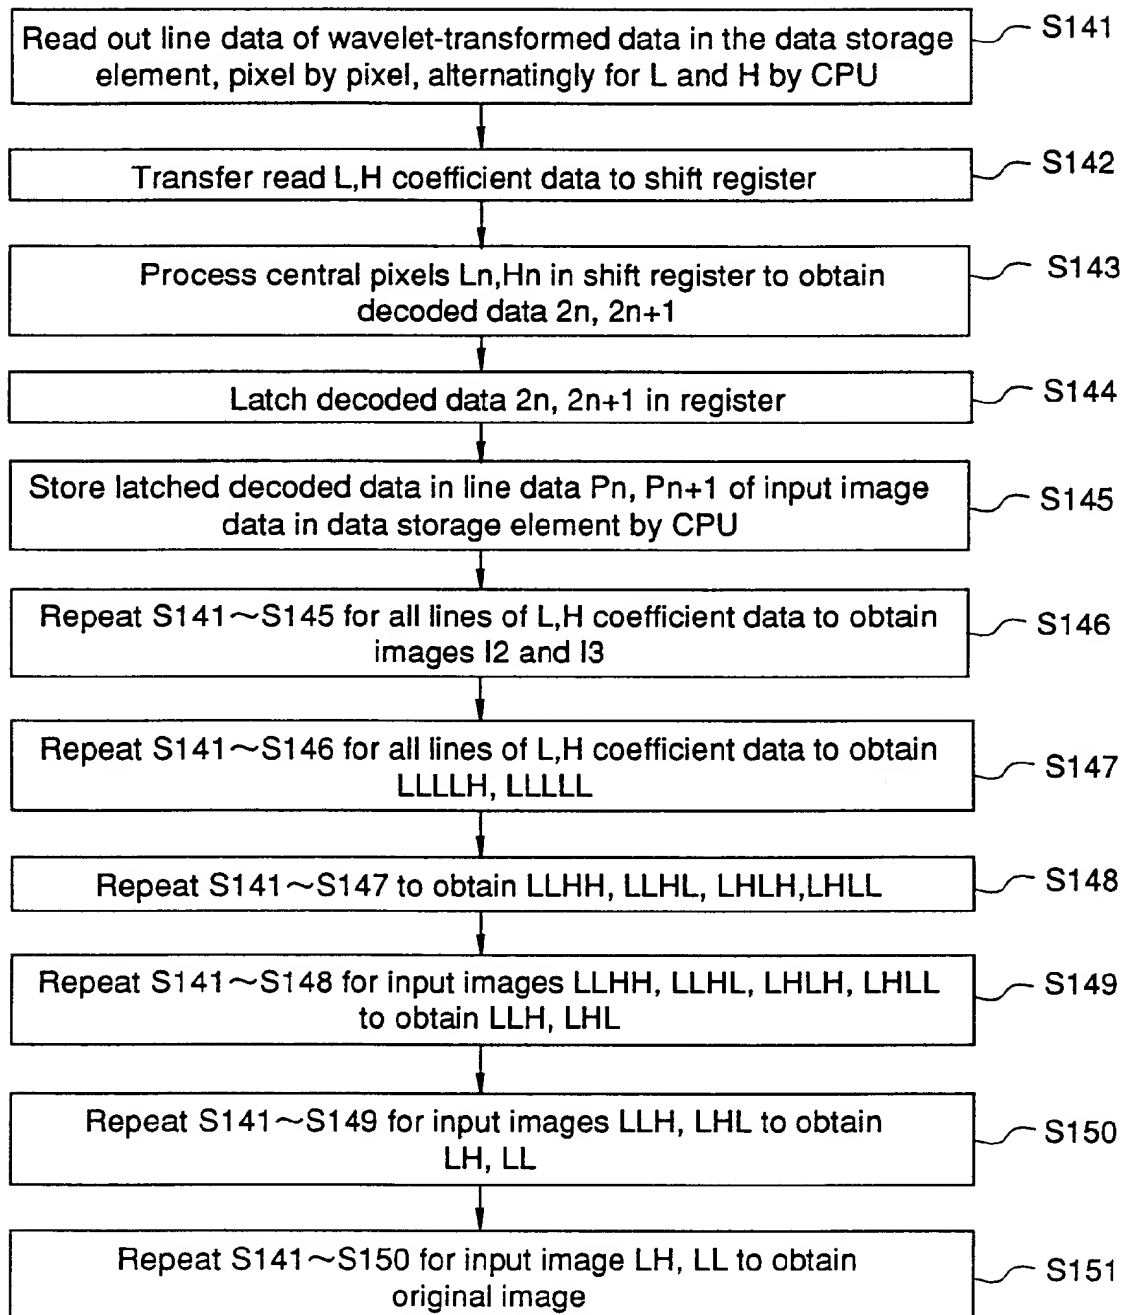 Read out line data of wavelet-transformed data in the data storage
element, pixel by pixel, alternatingly for L and H by CPU
S141
Transfer read L,H coefficient data to shift register
S142
Process central pixels Ln,Hn in shift register to obtain
decoded data 2n, 2n+1
S143
Latch decoded data 2n, 2n+1 in register
S144
Store latched decoded data in line data Pn, Pn+1 of input image
data in data storage element by CPU
S145
Repeat S141~S145 for all lines of L,H coefficient data to obtain
images I2 and I3
S146
Repeat S141~S146 for all lines of L,H coefficient data to obtain
LLLLH, LLLLL
S147
Repeat S141~S147 to obtain LLHH, LLHL, LHLH,LHLL
S148
Repeat S141~S148 for input images LLHH, LLHL, LHLH, LHLL
to obtain LLH, LHL
S149
Repeat S141~S149 for input images LLH, LHL to obtain
LH, LL
S150
Repeat S141~S150 for input image LH, LL to obtain
original image
S151